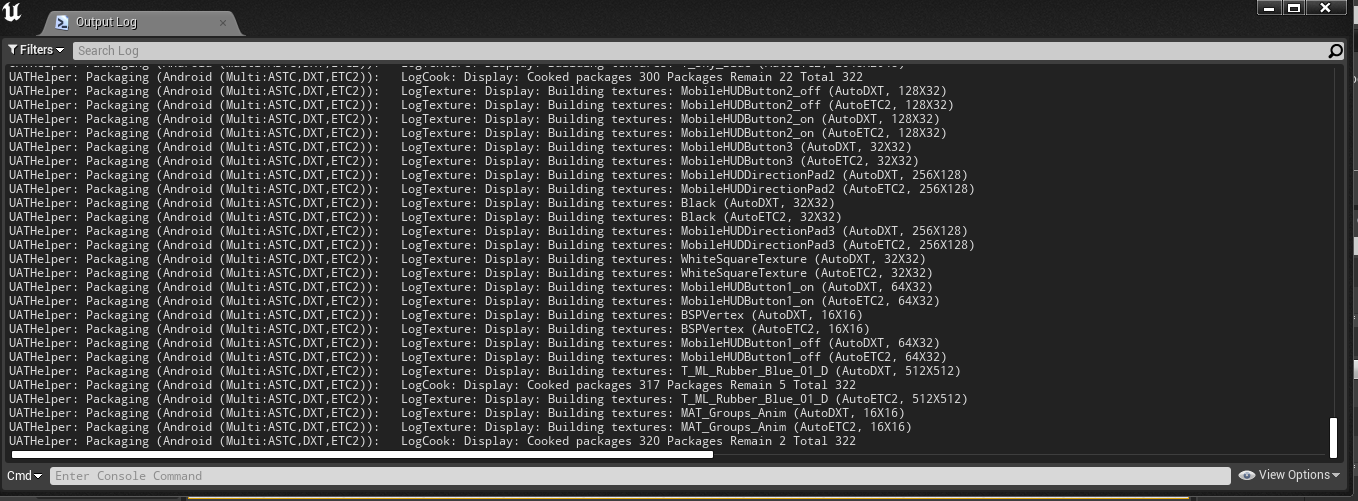 Output Log
Filters
Search Log
UATHelper: Packaging (Android (Multi:ASTC,DXT,ETC2)):   LogCook: Display: Cooked packages 300 Packages Remain 22 Total 322
UATHelper: Packaging (Android (Multi:ASTC,DXT,ETC2)):   LogTexture: Display: Building textures: MobileHUDButton2_off (AutoDXT, 128X32)
UATHelper: Packaging (Android (Multi:ASTC,DXT,ETC2)):   LogTexture: Display: Building textures: MobileHUDButton2_off (AutoETC2, 128X32)
UATHelper: Packaging (Android (Multi:ASTC,DXT,ETC2)):   LogTexture: Display: Building textures: MobileHUDButton2_on (AutoDXT, 128X32)
UATHelper: Packaging (Android (Multi:ASTC,DXT,ETC2)):   LogTexture: Display: Building textures: MobileHUDButton2_on (AutoETC2, 128X32)
UATHelper: Packaging (Android (Multi:ASTC,DXT,ETC2)):   LogTexture: Display: Building textures: MobileHUDButton3 (AutoDXT, 32X32)
UATHelper: Packaging (Android (Multi:ASTC,DXT,ETC2)):   LogTexture: Display: Building textures: MobileHUDButton3 (AutoETC2, 32X32)
UATHelper: Packaging (Android (Multi:ASTC,DXT,ETC2)):   LogTexture: Display: Building textures: MobileHUDDirectionPad2 (AutoDXT, 256X128)
UATHelper: Packaging (Android (Multi:ASTC,DXT,ETC2)):   LogTexture: Display: Building textures: MobileHUDDirectionPad2 (AutoETC2, 256X128)
UATHelper: Packaging (Android (Multi:ASTC,DXT,ETC2)):   LogTexture: Display: Building textures: Black (AutoDXT, 32X32)
UATHelper: Packaging (Android (Multi:ASTC,DXT,ETC2)):   LogTexture: Display: Building textures: Black (AutoETC2, 32X32)
UATHelper: Packaging (Android (Multi:ASTC,DXT,ETC2)):   LogTexture: Display: Building textures: MobileHUDDirectionPad3 (AutoDXT, 256X128)
UATHelper: Packaging (Android (Multi:ASTC,DXT,ETC2)):   LogTexture: Display: Building textures: MobileHUDDirectionPad3 (AutoETC2, 256X128)
UATHelper: Packaging (Android (Multi:ASTC,DXT,ETC2)):   LogTexture: Display: Building textures: WhiteSquareTexture (AutoDXT, 32X32)
UATHelper: Packaging (Android (Multi:ASTC,DXT,ETC2)):   LogTexture: Display: Building textures: WhiteSquareTexture (AutoETC2, 32X32)
UATHelper: Packaging (Android (Multi:ASTC,DXT,ETC2)):   LogTexture: Display: Building textures: MobileHUDButton1_on (AutoDXT, 64X32)
UATHelper: Packaging (Android (Multi:ASTC,DXT,ETC2)):   LogTexture: Display: Building textures: MobileHUDButton1_on (AutoETC2, 64X32)
UATHelper: Packaging (Android (Multi:ASTC,DXT,ETC2)):   LogTexture: Display: Building textures: BSPVertex (AutoDXT, 16X16)
UATHelper: Packaging (Android (Multi:ASTC,DXT,ETC2)):   LogTexture: Display: Building textures: BSPVertex (AutoETC2, 16X16)
UATHelper: Packaging (Android (Multi:ASTC,DXT,ETC2)):   LogTexture: Display: Building textures: MobileHUDButton1_off (AutoDXT, 64X32)
UATHelper: Packaging (Android (Multi:ASTC,DXT,ETC2)):   LogTexture: Display: Building textures: MobileHUDButton1_off (AutoETC2, 64X32)
UATHelper: Packaging (Android (Multi:ASTC,DXT,ETC2)):   LogTexture: Display: Building textures: T_ML_Rubber_Blue_01_D (AutoDXT, 512X512)
UATHelper: Packaging (Android (Multi:ASTC,DXT,ETC2)):   LogCook: Display: Cooked packages 317 Packages Remain 5 Total 322
UATHelper: Packaging (Android (Multi:ASTC,DXT,ETC2)):   LogTexture: Display: Building textures: T_ML_Rubber_Blue_01_D (AutoETC2, 512X512)
UATHelper: Packaging (Android (Multi:ASTC,DXT,ETC2)):   LogTexture: Display: Building textures: MAT_Groups_Anim (AutoDXT, 16X16)
UATHelper: Packaging (Android (Multi:ASTC,DXT,ETC2)):   LogTexture: Display: Building textures: MAT_Groups_Anim (AutoETC2, 16X16)
UATHelper: Packaging (Android (Multi:ASTC,DXT,ETC2)):   LogCook: Display: Cooked packages 320 Packages Remain 2 Total 322
Cmd
Enter Console Command
View Options